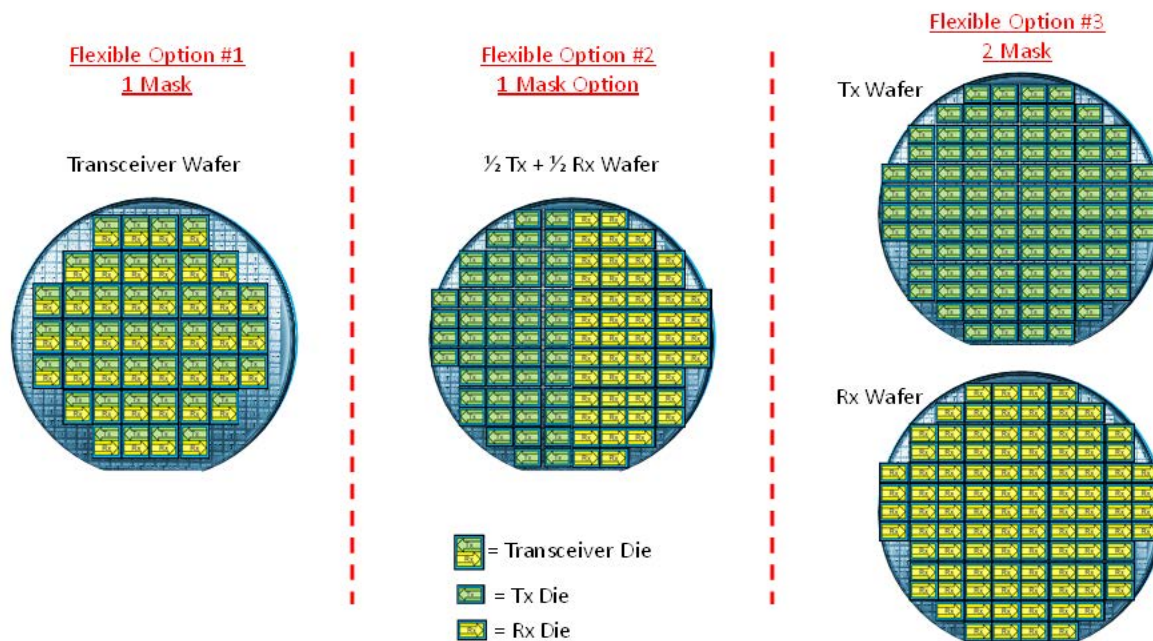 Flexible Option #1
1 Mask
Transceiver Wafer
Flexible Option #2
1 Mask Option
½ Tx + ½ Rx Wafer
Flexible Option #3
2 Mask
Tx Wafer
Rx Wafer
= Transceiver Die
= Tx Die
= Rx Die